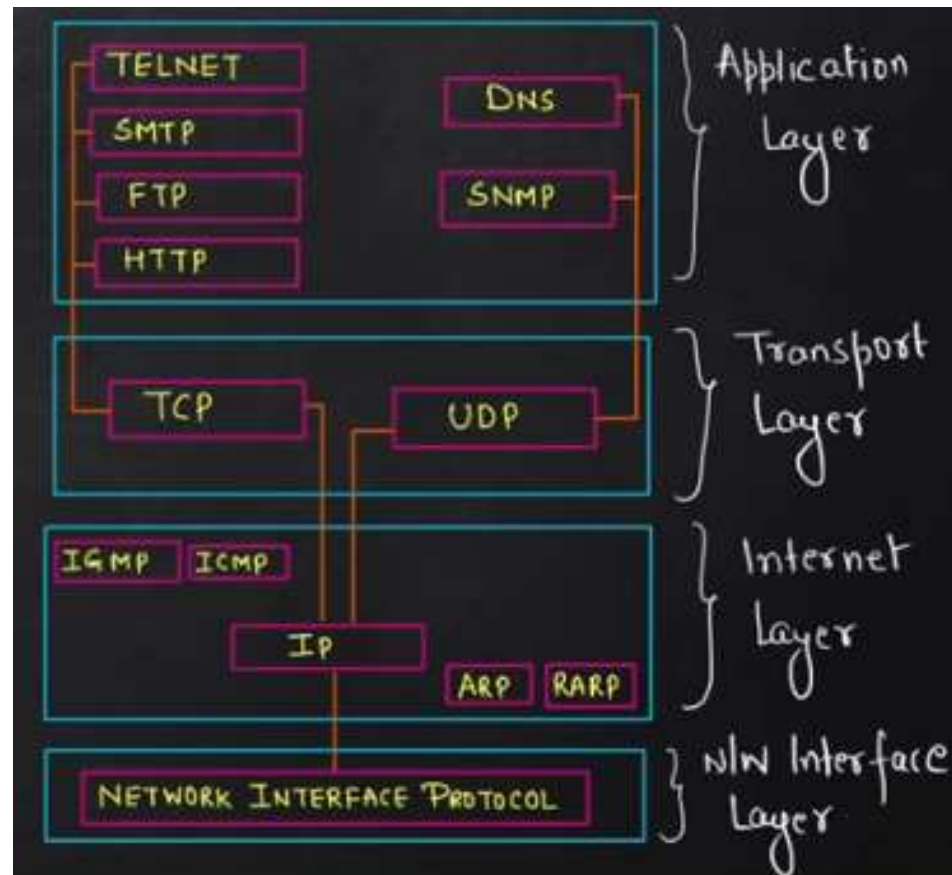 TELNET
SMTP
FTP
HTTP
DNS
SNMP
Application
Layer
TCP
UDP
Transport
Layer
IGMP
ICMP
IP
ARP
RARP
Internet
Layer
NETWORK INTERFACE PROTOCOL
N/W Interface
Layer